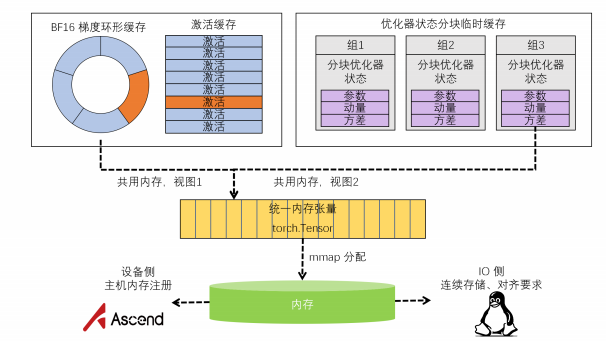 BF16 梯度环形缓存
激活缓存
激活
激活
激活
激活
激活
激活
激活
激活
优化器状态分块临时缓存
组1
分块优化器
状态
参数
动量
方差
组2
分块优化器
状态
参数
动量
方差
组3
分块优化器
状态
参数
动量
方差
共用内存，视图1
共用内存，视图2
统一内存张量
torch.Tensor
mmap 分配
设备侧
主机内存注册
Ascend
内存
IO 侧
连续存储、对齐要求